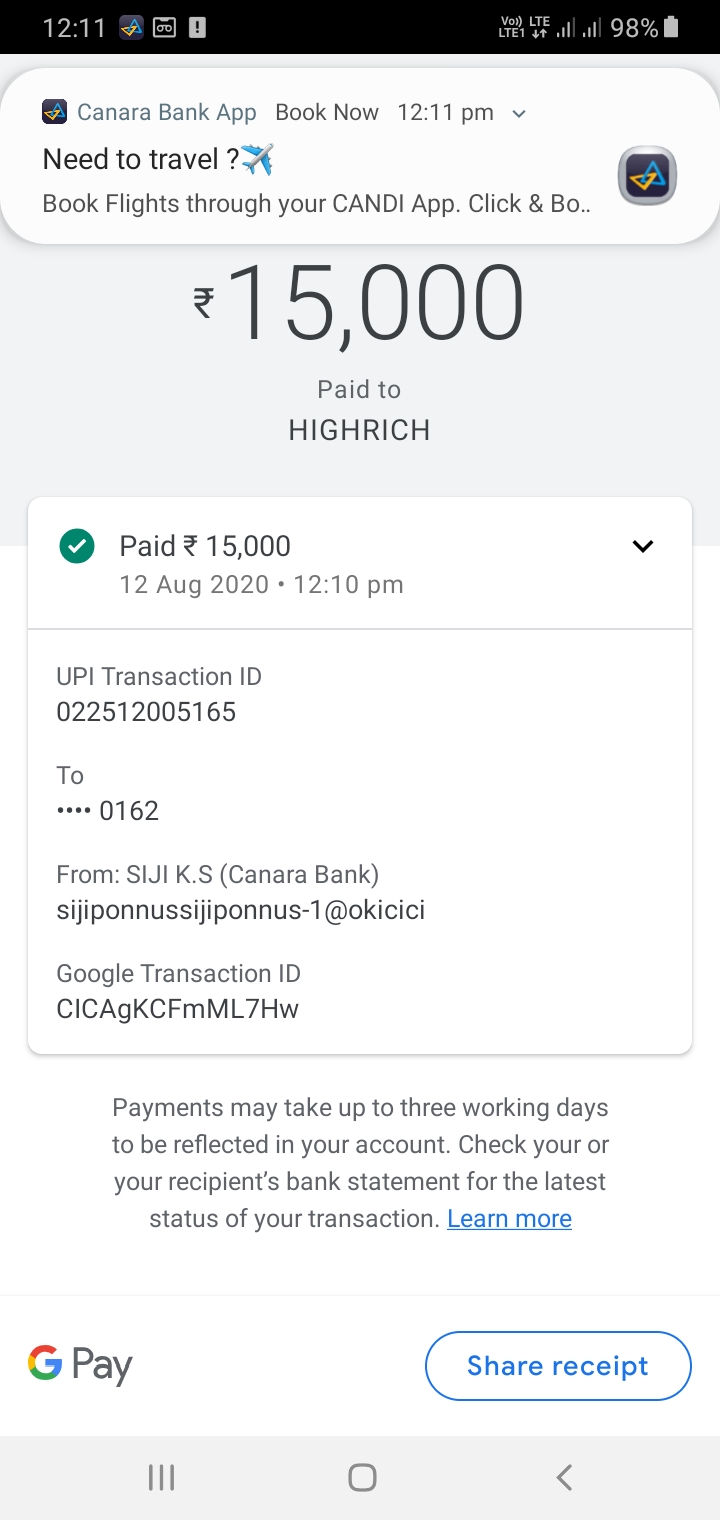 12:11 Vo)) LTE LTE1 98%
Canara Bank App Book Now 12:11 pm
Need to travel ?✈️
Book Flights through your CANDI App. Click & Bo..
₹15,000
Paid to
HIGHRICH
Paid ₹ 15,000
12 Aug 2020 • 12:10 pm
UPI Transaction ID
022512005165
To
•••• 0162
From: SIJI K.S (Canara Bank)
sijiponnussijiponnus-1@okicici
Google Transaction ID
CICAgKCFmML7Hw
Payments may take up to three working days
to be reflected in your account. Check your or
your recipient's bank statement for the latest
status of your transaction. Learn more
G Pay
Share receipt